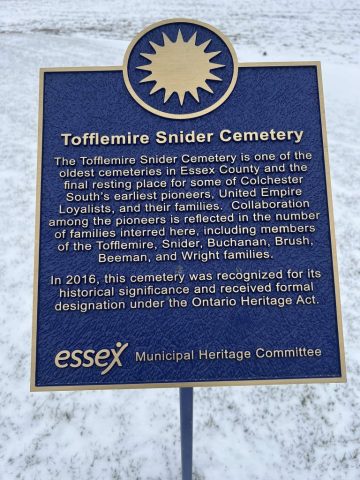 Tofflemire Snider Cemetery
The Tofflemire Snider Cemetery is one of the
oldest cemeteries in Essex County and the
final resting place for some of Colchester
South's earliest pioneers, United Empire
Loyalists, and their families. Collaboration
among the pioneers is reflected in the number
of families interred here, including members
of the Tofflemire, Snider, Buchanan, Brush,
Beeman, and Wright families.
In 2016, this cemetery was recognized for its
historical significance and received formal
designation under the Ontario Heritage Act.
essex Municipal Heritage Committee